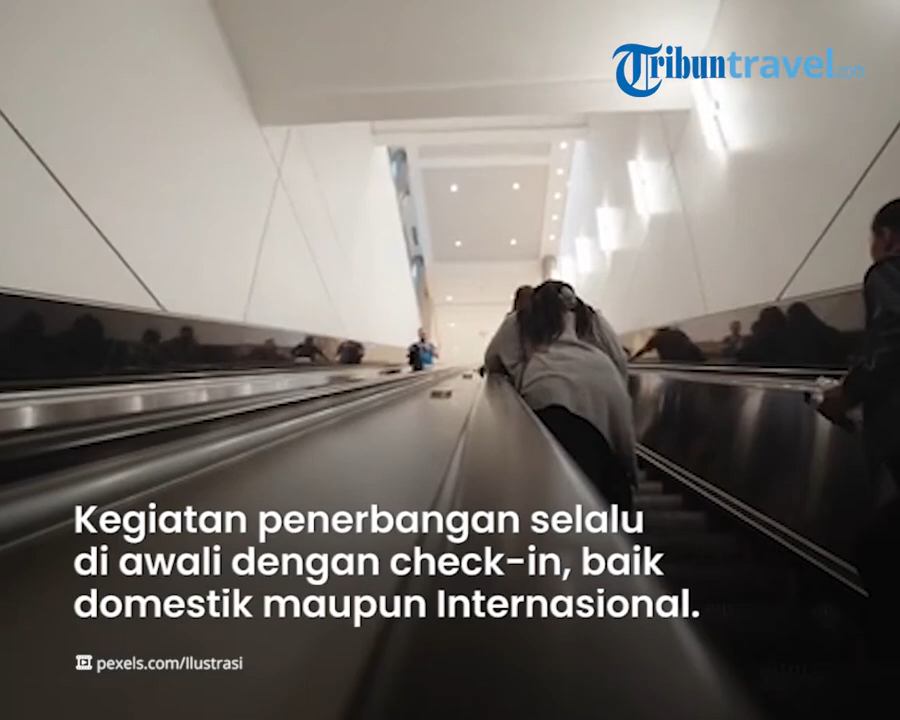 Tribuntravel.com
Kegiatan penerbangan selalu
di awali dengan check-in, baik
domestik maupun Internasional.
pexels.com/Ilustrasi